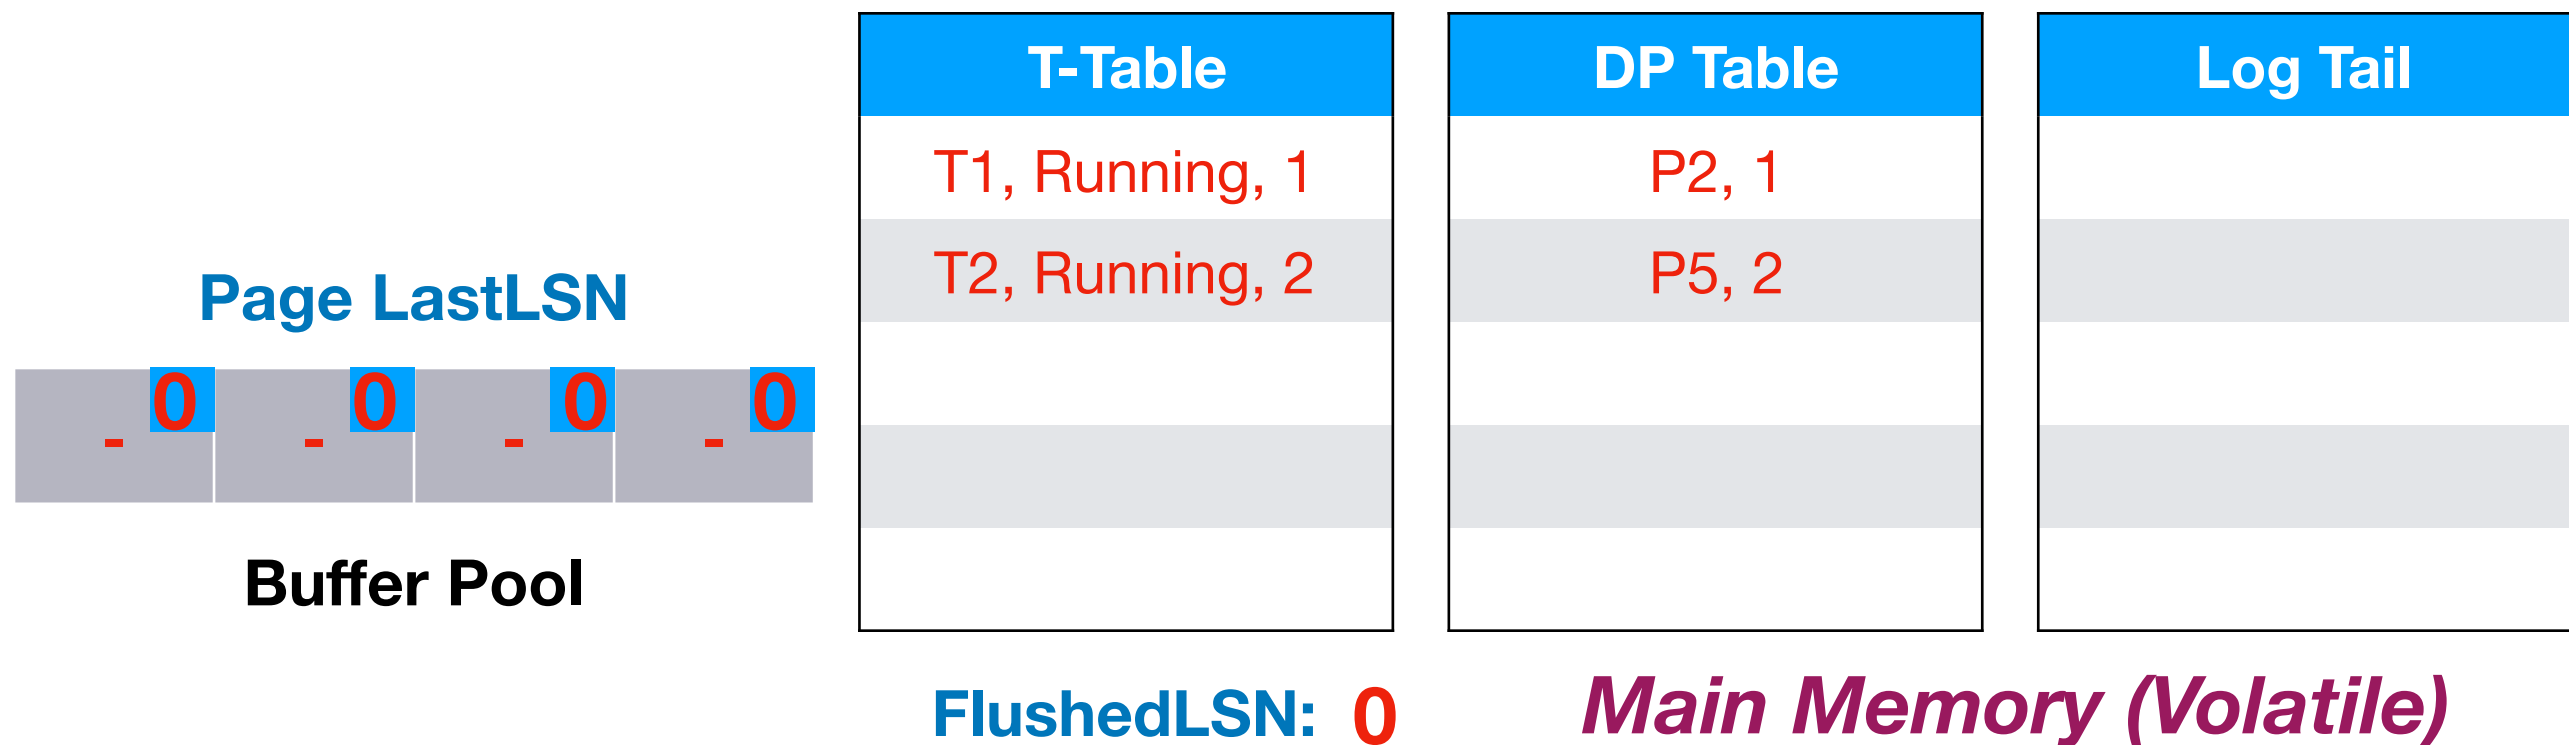 T-Table
T1, Running, 1
T2, Running, 2
DP Table
P2, 1
P5, 2
Log Tail
Page LastLSN
0 0 0 0
- - - -
Buffer Pool
FlushedLSN: 0
Main Memory (Volatile)